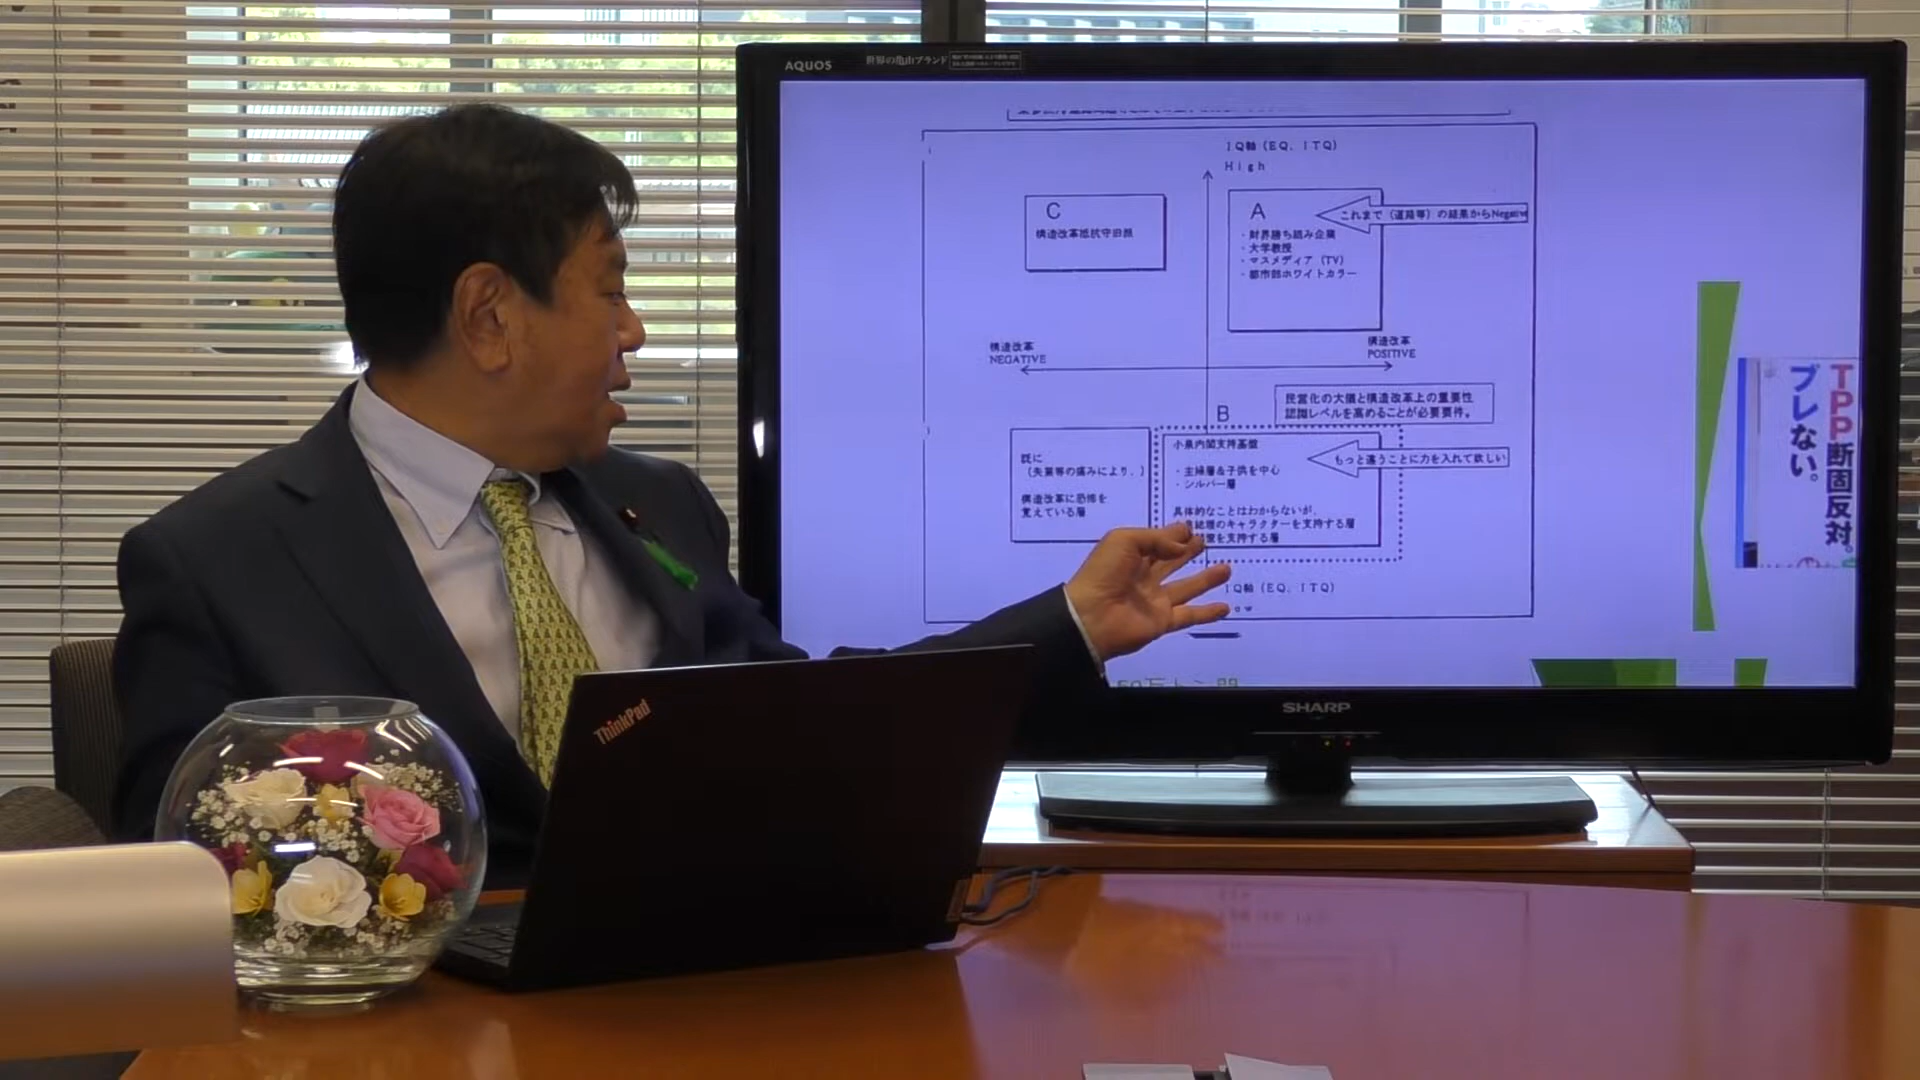 AQUOS 世界の亀山ブランド
IQ軸（EQ、ITQ）
High
C
構造改革抵抗守旧派
A
これまで（道路等）の結果からNegative
・財界勝ち組み企業
・大学教授
・マスメディア（TV）
・都市部ホワイトカラー
構造改革
NEGATIVE
構造改革
POSITIVE
民営化の大儀と構造改革上の重要性
認識レベルを高めることが必要要件。
B
既に
（失業等の痛みにより、）
構造改革に恐怖を
覚えている層
小泉内閣支持基盤
・主婦層&子供を中心
・シルバー層
もっと違うことに力を入れて欲しい
具体的なことはわからないが、
総理のキャラクターを支持する層
を支持する層
IQ軸（EQ、ITQ）
TPP断固反対。
ブレない。
SHARP
ThinkPad